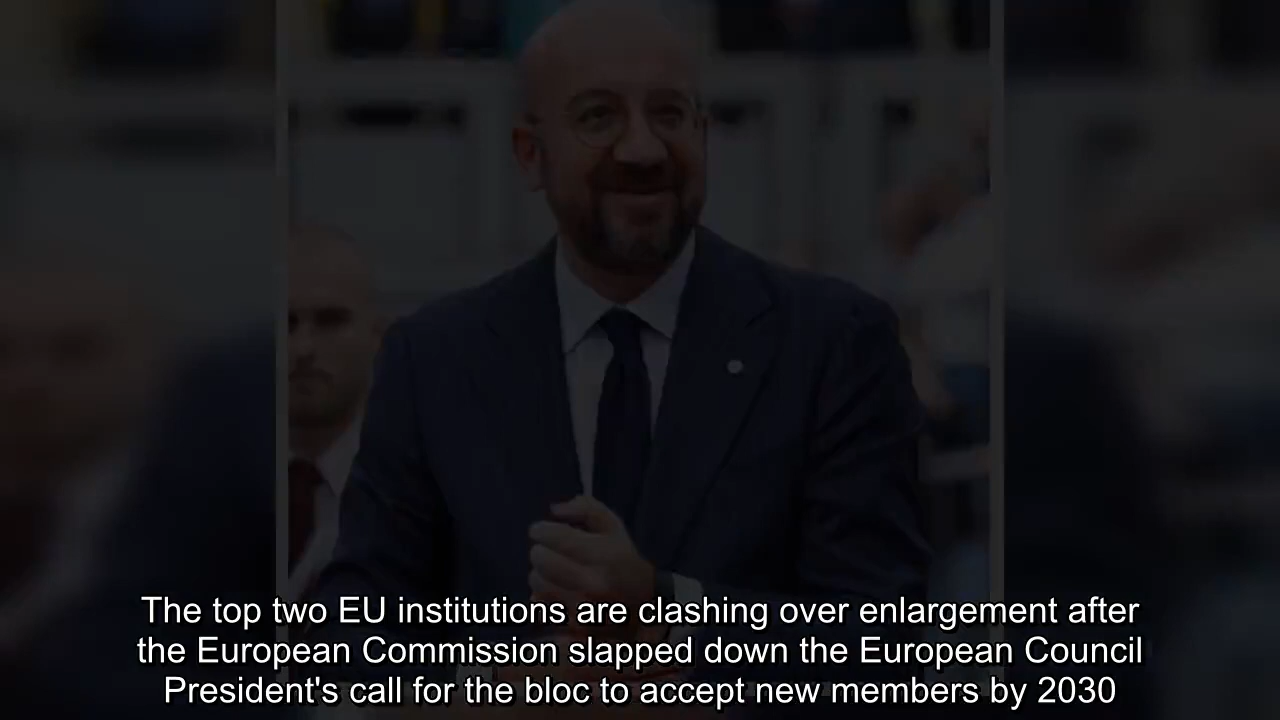 The top two EU institutions are clashing over enlargement after
the European Commission slapped down the European Council
President's call for the bloc to accept new members by 2030